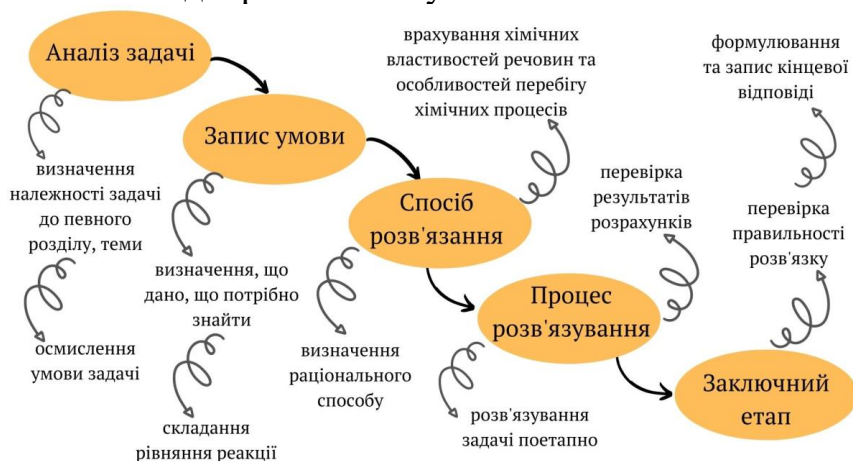 Аналіз задачі
визначення
належності задачі
до певного
розділу, теми
осмислення
умови задачі
Запис умови
визначення, що
дано, що потрібно
знайти
складання
рівняння реакції
Спосіб
розв'язання
врахування хімічних
властивостей речовин та
особливостей перебігу
хімічних процесів
визначення
раціонального
способу
Процес
розв'язування
перевірка
результатів
розрахунків
розв'язування
задачі поетапно
Заключний
етап
перевірка
правильності
розв'язку
формулювання
та запис кінцевої
відповіді